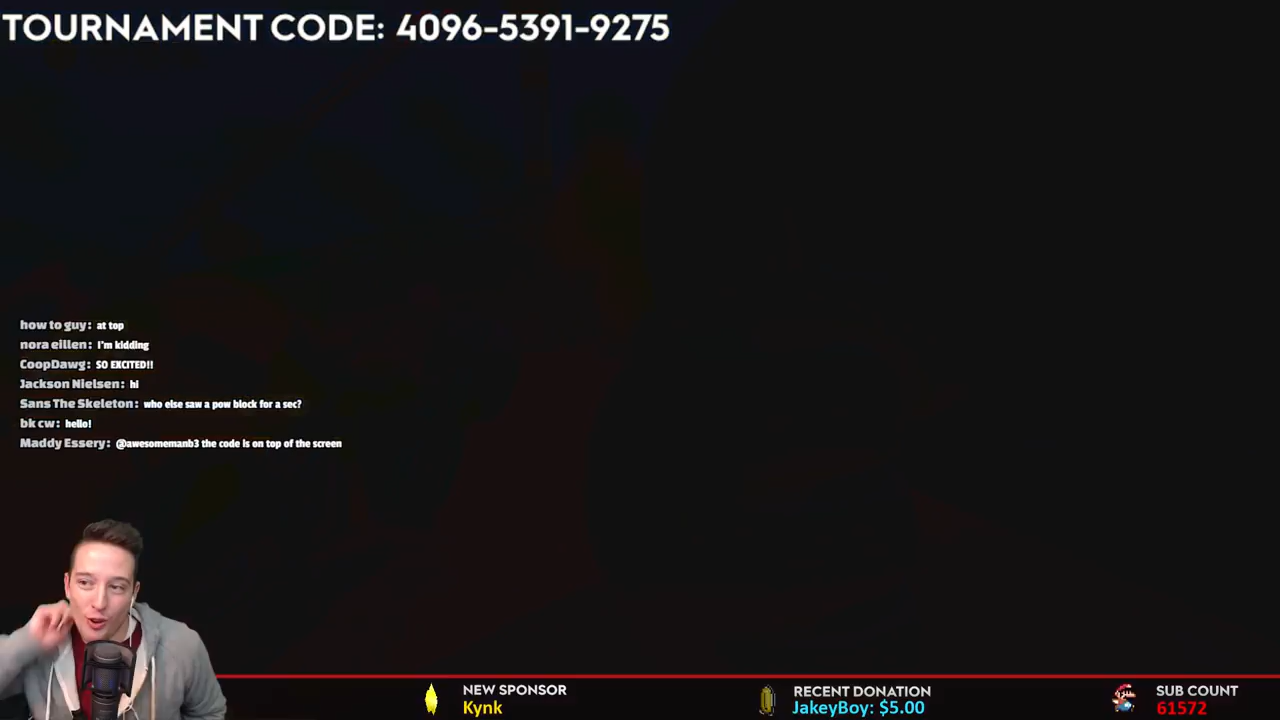 TOURNAMENT CODE: 4096-5391-9275
how to guy: at top
nora eillen: I'm kidding
CoopDawg: SO EXCITED!!
Jackson Nielsen: hi
Sans The Skeleton: who else saw a pow block for a sec?
bk cw: hello!
Maddy Essery: @awesomemanb3 the code is on top of the screen
NEW SPONSOR
Kynk
RECENT DONATION
JakeyBoy: $5.00
SUB COUNT
61572